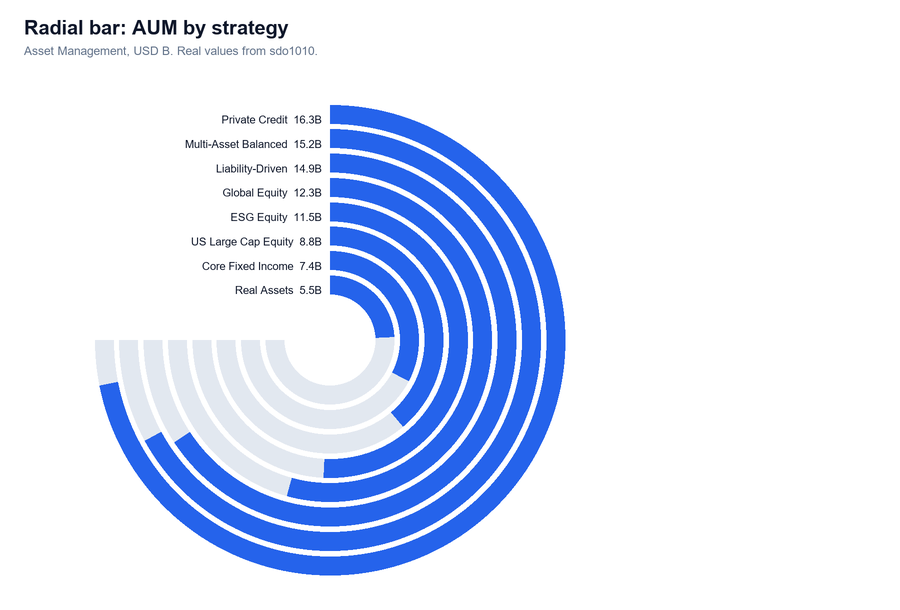 Radial bar: AUM by strategy
Asset Management, USD B. Real values from sdo1010.
Private Credit 16.3B
Multi-Asset Balanced 15.2B
Liability-Driven 14.9B
Global Equity 12.3B
ESG Equity 11.5B
US Large Cap Equity 8.8B
Core Fixed Income 7.4B
Real Assets 5.5B